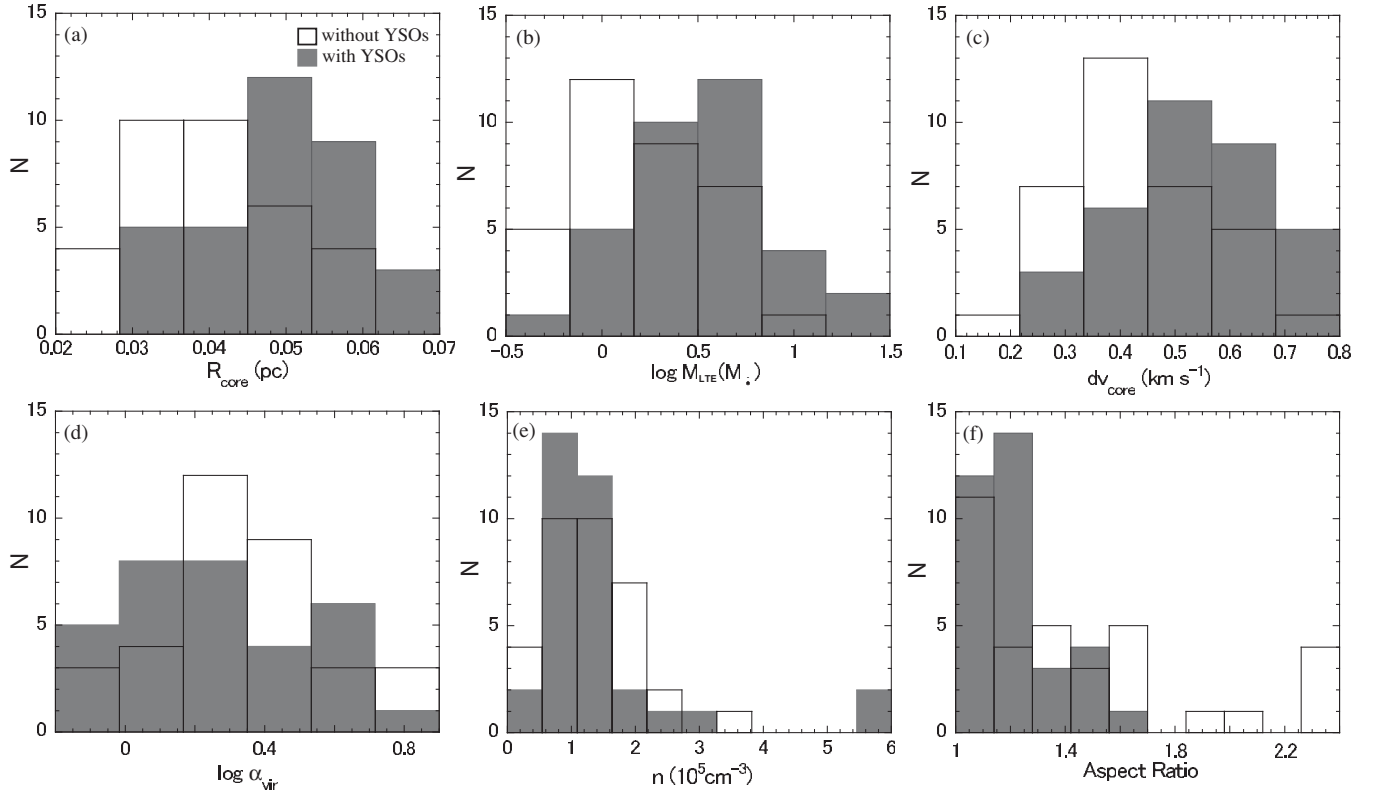 (a)
without YSOs
with YSOs
15
10
5
0
N
0.02 0.03 0.04 0.05 0.06 0.07
R_core (pc)
(b)
15
10
5
0
N
−0.5 0 0.5 1 1.5
log M_LTE(M_*)
(c)
15
10
5
0
N
0.1 0.2 0.3 0.4 0.5 0.6 0.7 0.8
dv_core (km s⁻¹)
(d)
15
10
5
0
N
0 0.4 0.8
log α_vir
(e)
15
10
5
0
N
0 1 2 3 4 5 6
n (10⁵cm⁻³)
(f)
15
10
5
0
N
1 1.4 1.8 2.2
Aspect Ratio